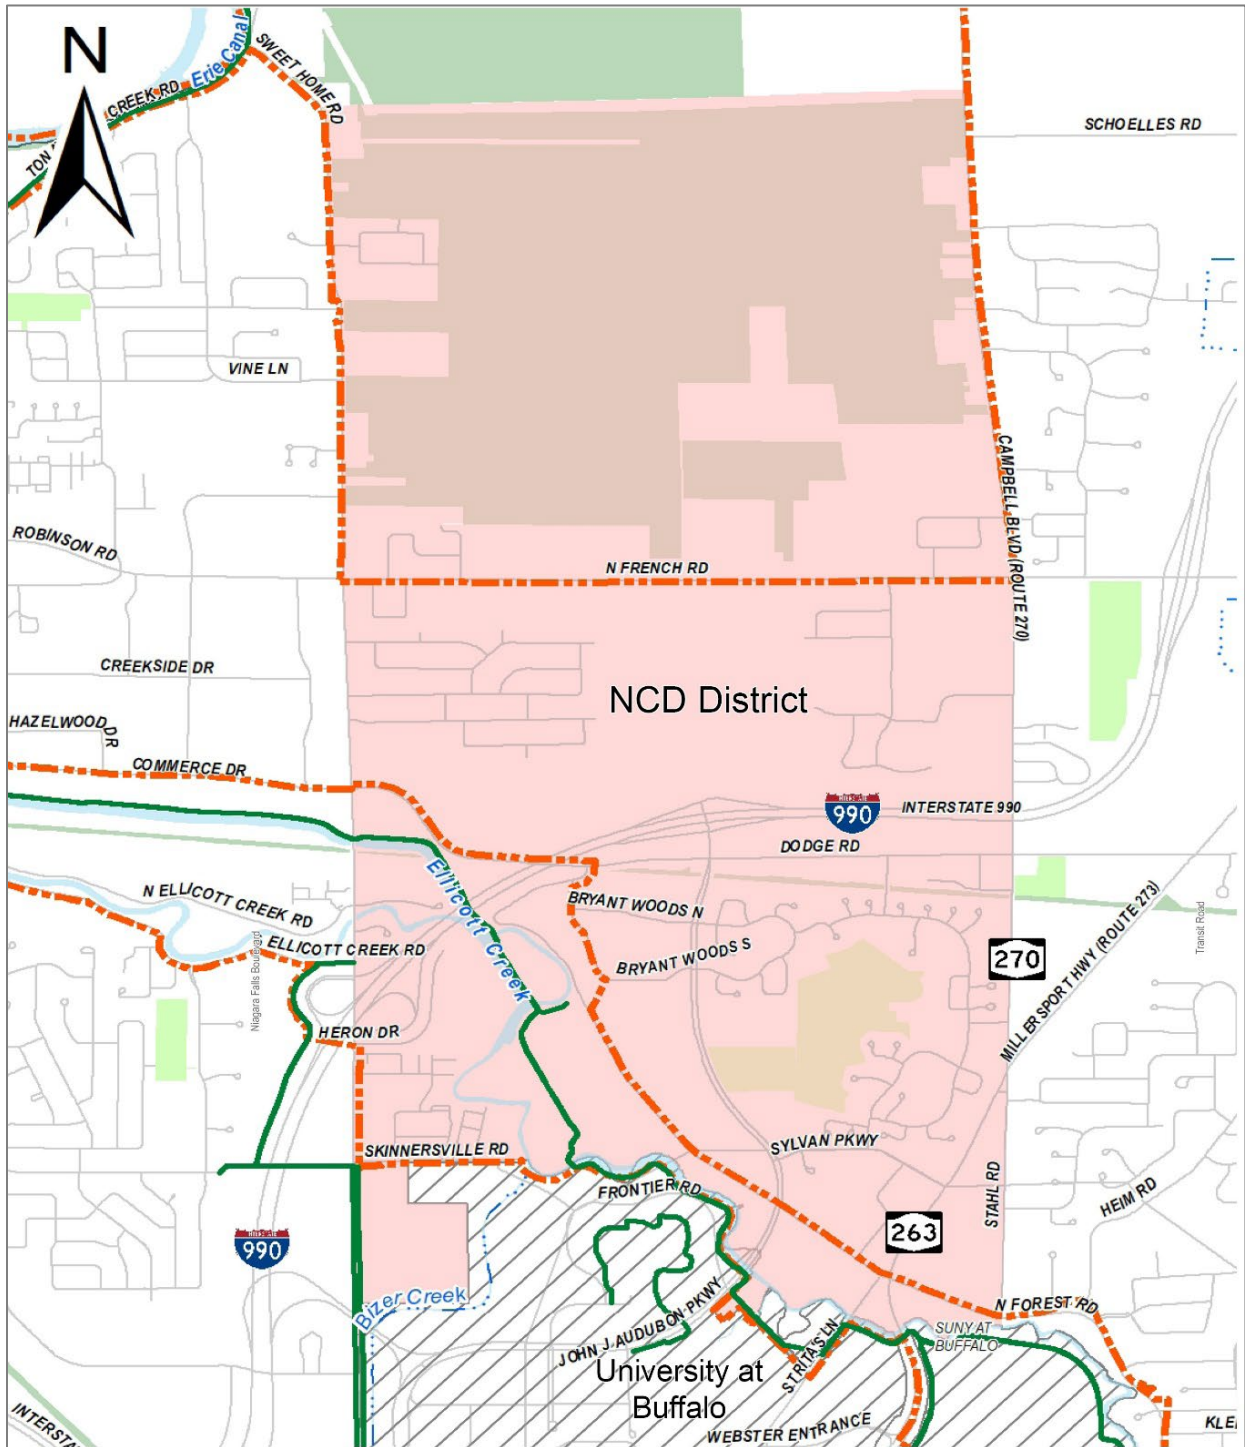 N
SWEET HOME RD
Erie Canal
CREEK RD
TON
SCHOELLES RD
VINE LN
CAMPBELL BLVD (ROUTE 270)
ROBINSON RD
N FRENCH RD
CREEKSIDE DR
NCD District
HAZELWOOD DR
COMMERCE DR
INTERSTATE 990
990
DODGE RD
Ellicott Creek
N ELLICOTT CREEK RD
BRYANT WOODS N
MILLERSPORT HWY (ROUTE 273)
Transit Road
ELLICOTT CREEK RD
Niagara Falls Boulevard
BRYANT WOODS S
270
HERON DR
SKINNERSVILLE RD
SYLVAN PKWY
FRONTIER RD
STAHL RD
HEIM RD
263
990
Bizer Creek
N FOREST RD
JOHN J AUDUBON PKWY
ST RITAS LN
SUNY AT
BUFFALO
University at
Buffalo
WEBSTER ENTRANCE
INTERSTA
KLE